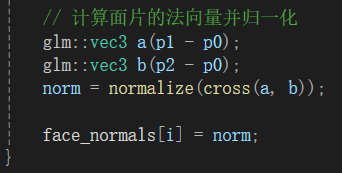 // 计算面片的法向量并归一化
glm::vec3 a(p1 - p0);
glm::vec3 b(p2 - p0);
norm = normalize(cross(a, b));
face_normals[i] = norm;
}